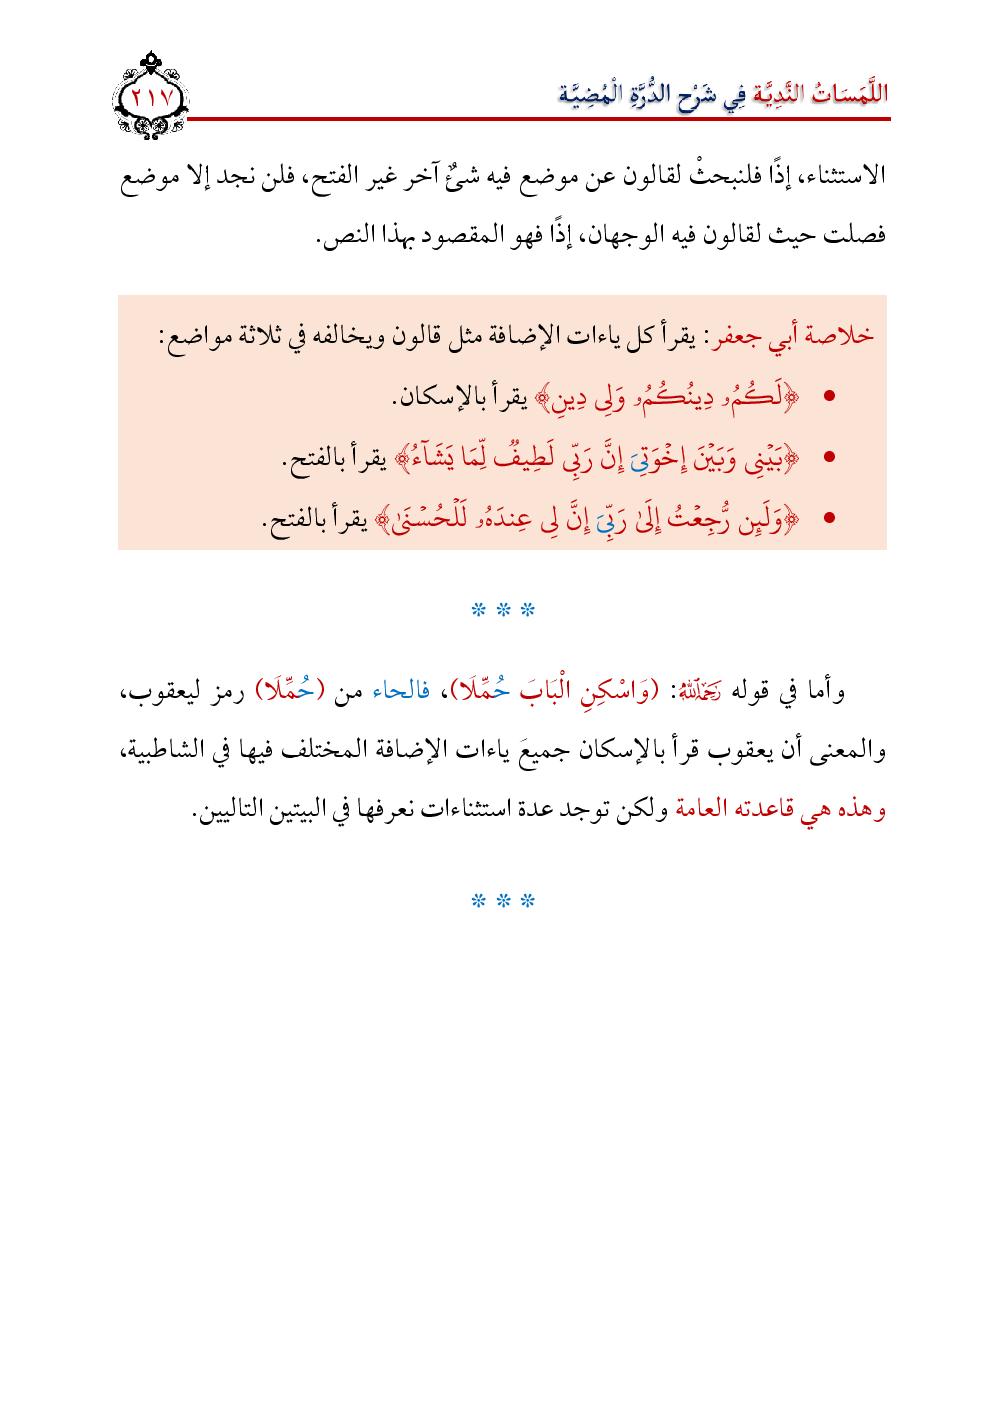 اللَّمَسَاتُ النَّدِيَّة فِي شَرْح الدُّرَّةِ الْمُضِيَّة
٢١٧
الاستثناء، إذًا فلنبحثْ لقالون عن موضع فيه شئٌ آخر غير الفتح، فلن نجد إلا موضع
فصلت حيث لقالون فيه الوجهان، إذًا فهو المقصود بهذا النص.
خلاصة أبي جعفر: يقرأ كل ياءات الإضافة مثل قالون ويخالفه في ثلاثة مواضع:
• ﴿لَكُمُۥ دِينُكُمُۥ وَلِى دِينِ﴾ يقرأ بالإسكان.
• ﴿بَيۡنِى وَبَيۡنَ إِخۡوَتِىَ إِنَّ رَبِّى لَطِيفٌ لِّمَا يَشَآءُ﴾ يقرأ بالفتح.
• ﴿وَلَئِن رُّجِعۡتُ إِلَىٰ رَبِّىَ إِنَّ لِى عِندَهُۥ لَلۡحُسۡنَىٰ﴾ يقرأ بالفتح.
* * *
وأما في قوله رَحِمَهُ اللَّهُ: (وَاسْكِنِ الْبَابَ حُمِّلَا)، فالحاء من (حُمِّلَا) رمز ليعقوب،
والمعنى أن يعقوب قرأ بالإسكان جميعَ ياءات الإضافة المختلف فيها في الشاطبية،
وهذه هي قاعدته العامة ولكن توجد عدة استثناءات نعرفها في البيتين التاليين.
* * *